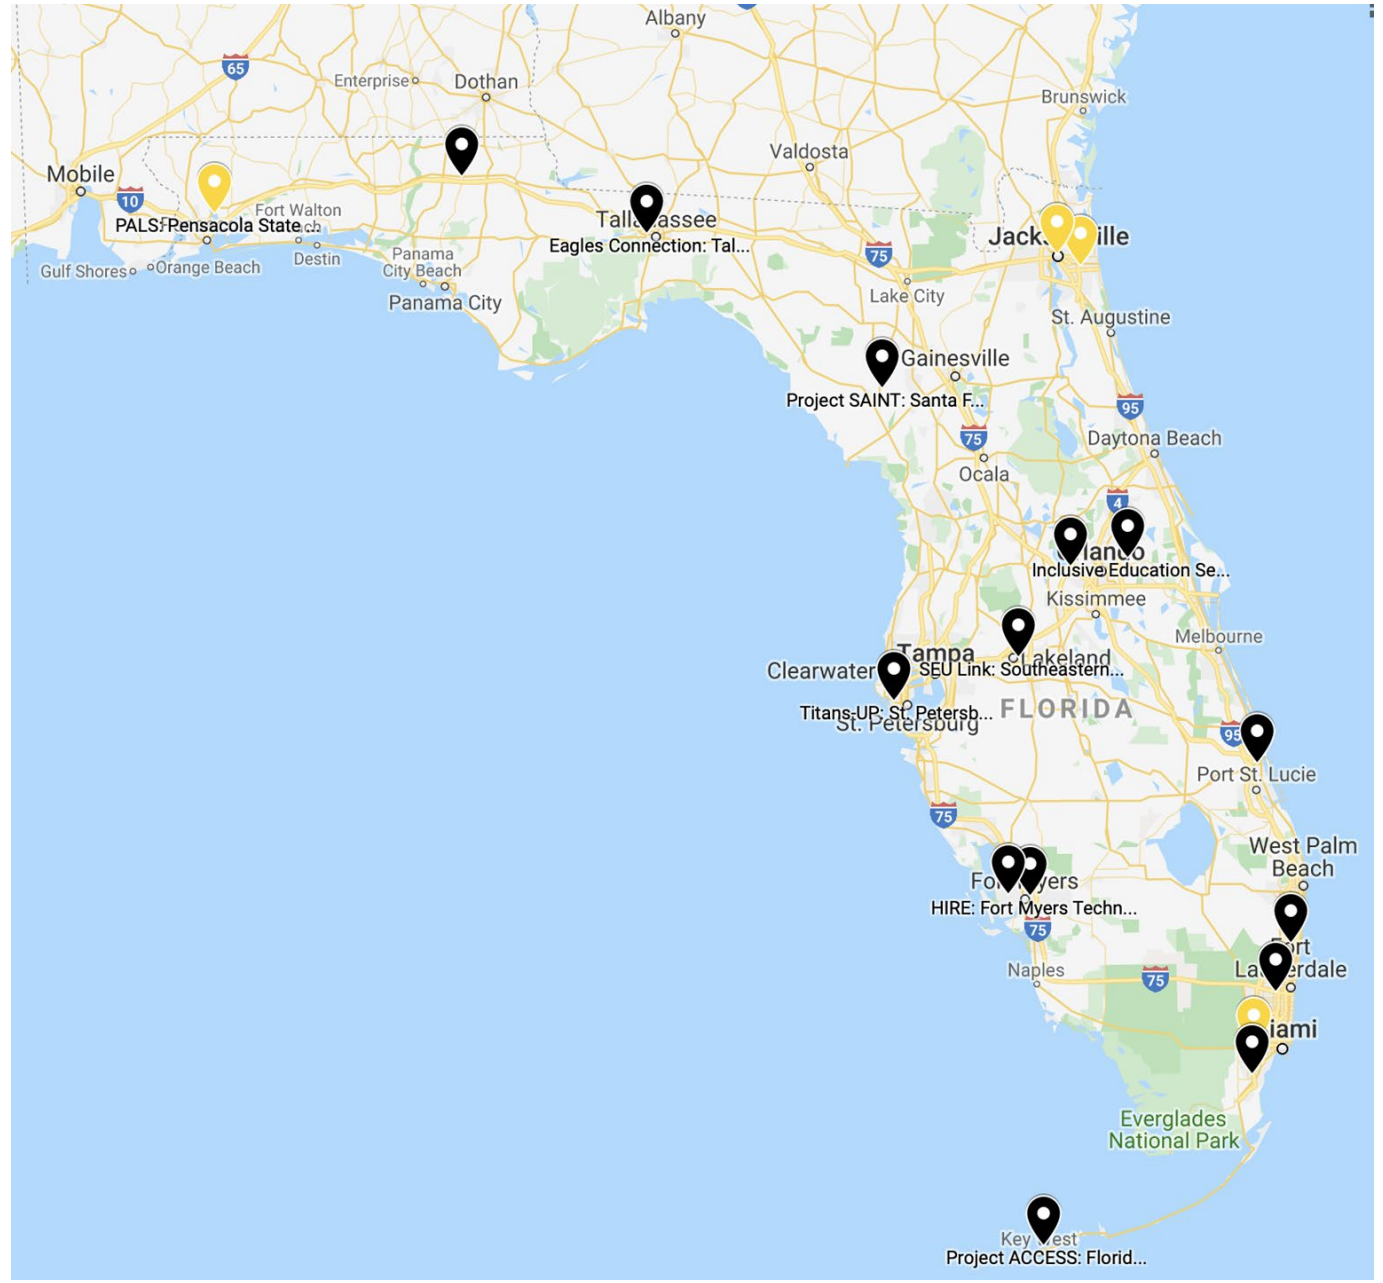 Albany
65
Enterprise
Dothan
Brunswick
Valdosta
Mobile
10
Fort Walton
PALS: Pensacola State ...
Tallahassee
Eagles Connection: Tal...
Jacksonville
75
Gulf Shores
Orange Beach
Destin
Panama
City Beach
Panama City
Lake City
St. Augustine
Gainesville
Project SAINT: Santa F...
95
75
Daytona Beach
Ocala
4
Orlando
Inclusive Education Se...
Kissimmee
Melbourne
Tampa
Lakeland
Clearwater
SEU Link: Southeastern...
Titans UP: St. Petersb...
FLORIDA
St. Petersburg
95
Port St. Lucie
75
West Palm
Beach
Fort Myers
HIRE: Fort Myers Techn...
75
Fort
Lauderdale
Naples
75
Miami
Everglades
National Park
Key West
Project ACCESS: Florid...